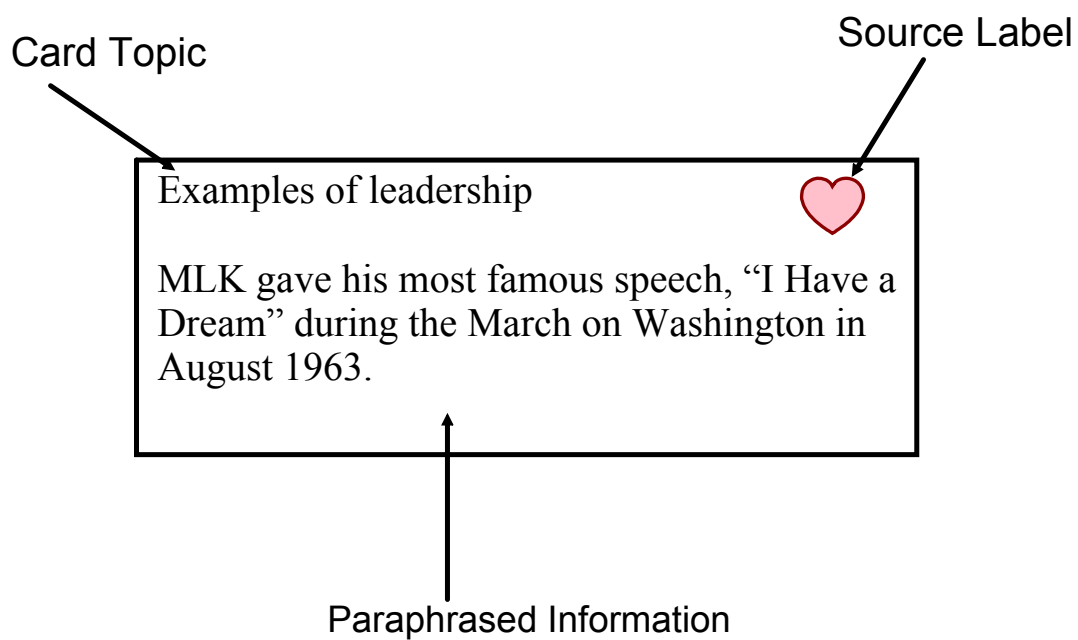 Source Label
Card Topic
Examples of leadership
MLK gave his most famous speech, “I Have a
Dream” during the March on Washington in
August 1963.
Paraphrased Information